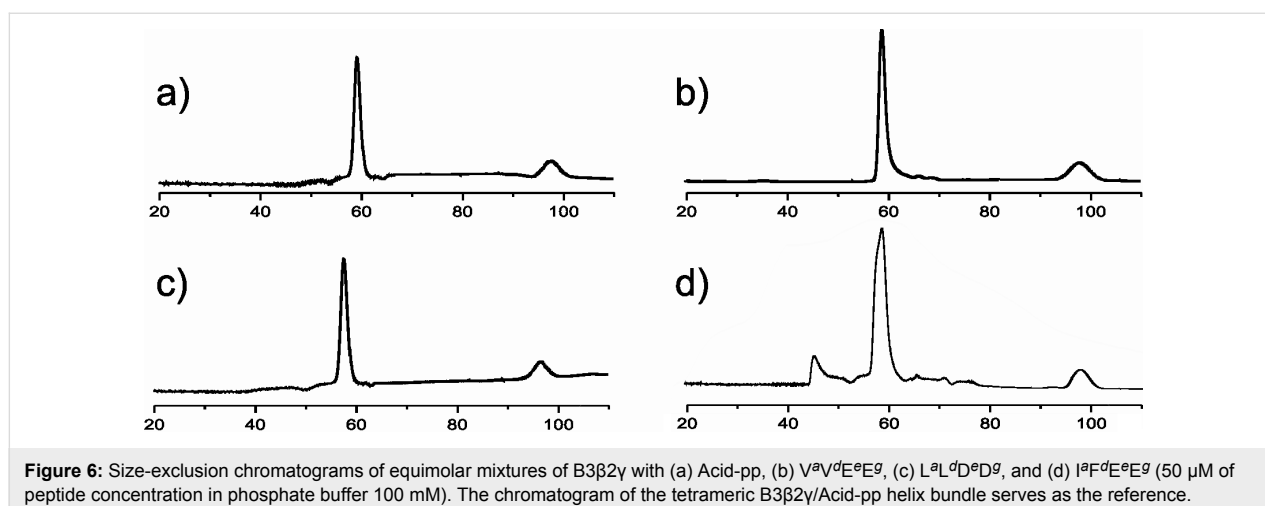 a)
b)
20 40 60 80 100
20 40 60 80 100
c)
d)
20 40 60 80 100
20 40 60 80 100
Figure 6: Size-exclusion chromatograms of equimolar mixtures of B3β2γ with (a) Acid-pp, (b) VᵃVᵈEᵉEᵍ, (c) LᵃLᵈDᵉDᵍ, and (d) IᵃFᵈEᵉEᵍ (50 μM of
peptide concentration in phosphate buffer 100 mM). The chromatogram of the tetrameric B3β2γ/Acid-pp helix bundle serves as the reference.